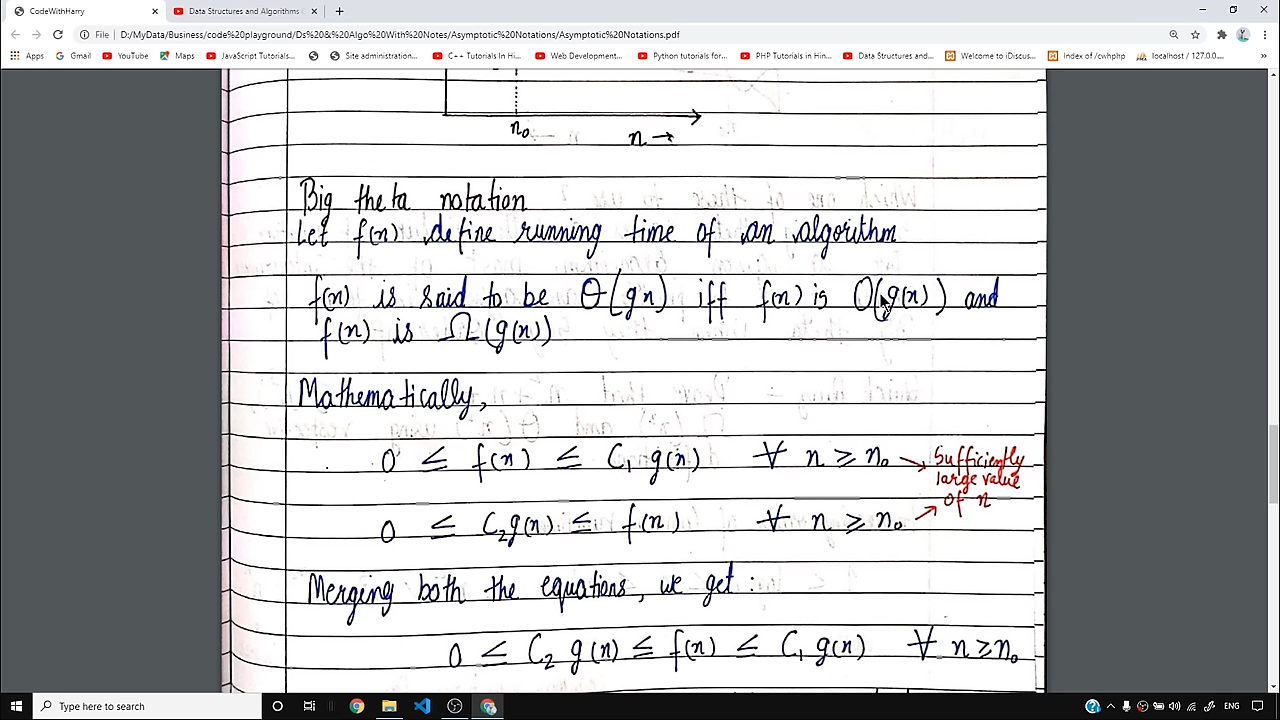 CodeWithHarry
Data Structures and Algorithms
File
D:/MyData/Business/code%20playground/Ds%20&%20Algo%20With%20Notes/Asymptotic%20Notations/Asymptotic%20Notations.pdf
Apps Gmail YouTube Maps JavaScript Tutorials... Site administration... C++ Tutorials In Hi... Web Development... Python tutorials for... PHP Tutorials in Hin... Data Structures and... Welcome to iDiscus... Index of /cwhphp localhost / 127.0.0.... »
n₀ n →
Big theta notation
Let f(n) define running time of an algorithm
f(n) is said to be θ(gn) iff f(n) is O(g(n)) and
f(n) is Ω(g(n))
Mathematically,
0 ≤ f(n) ≤ C₁ g(n) ∀ n ≥ n₀ → Sufficiently
large value
of n
0 ≤ C₂g(n) ≤ f(n) ∀ n ≥ n₀
Merging both the equations, we get :
0 ≤ C₂ g(n) ≤ f(n) ≤ C₁ g(n) ∀ n ≥ n₀
Type here to search
ENG